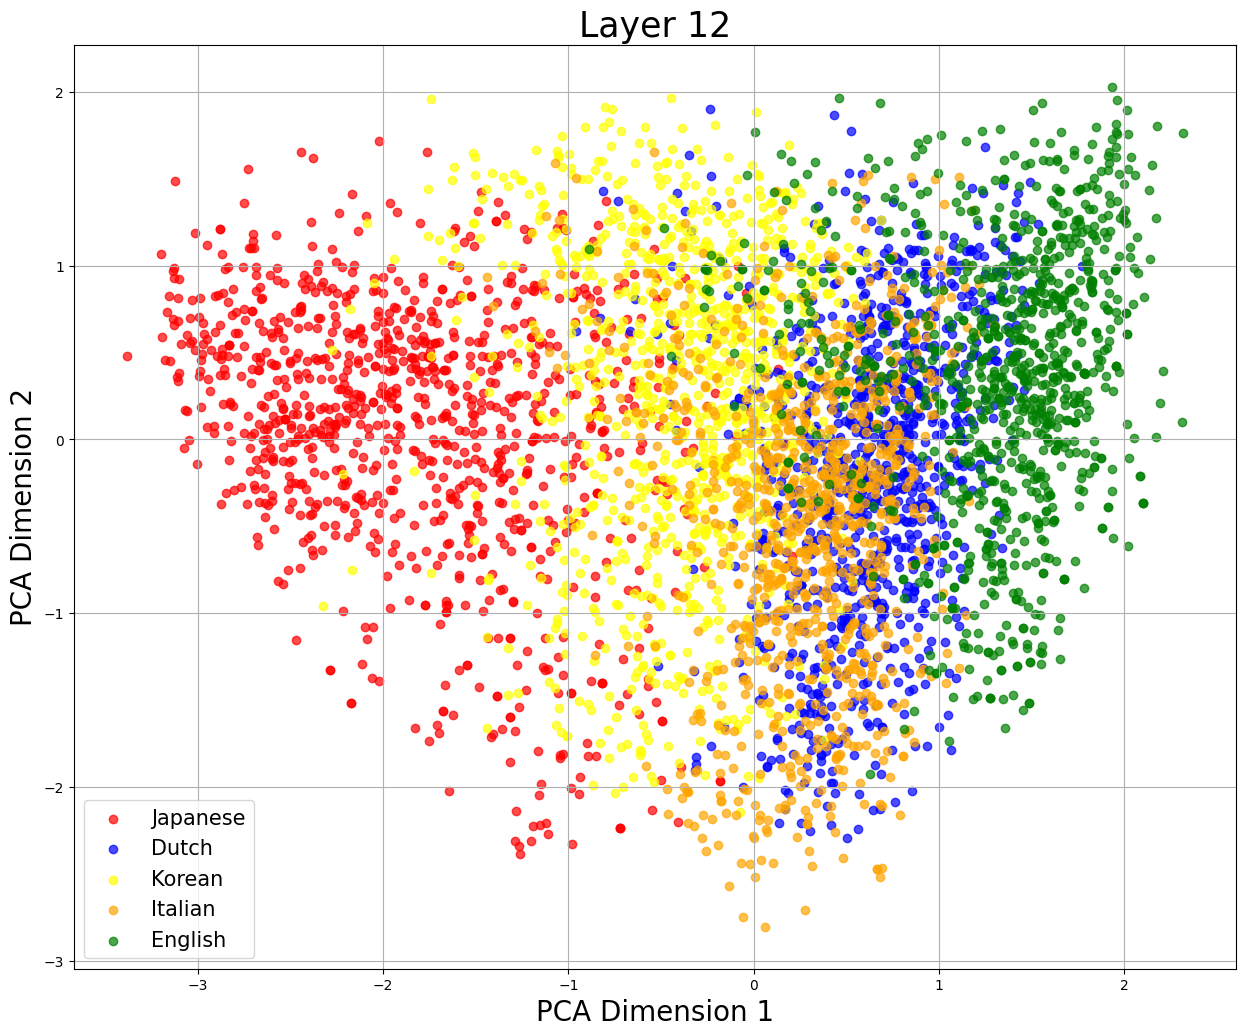 Layer 12
PCA Dimension 2
2
1
0
−1
−2
−3
Japanese
Dutch
Korean
Italian
English
−3
−2
−1
0
1
2
PCA Dimension 1